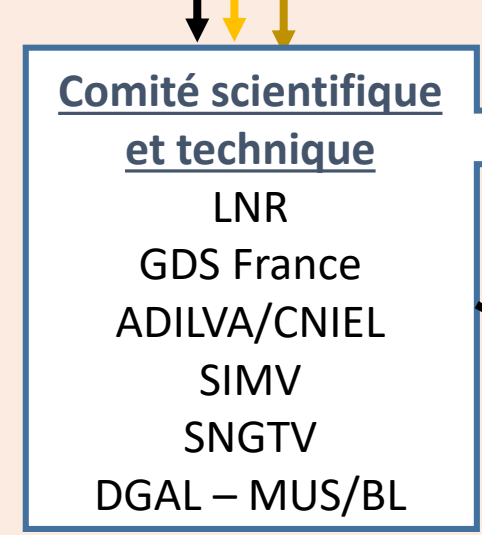 Comité scientifique
et technique
LNR
GDS France
ADILVA/CNIEL
SIMV
SNGTV
DGAL – MUS/BL